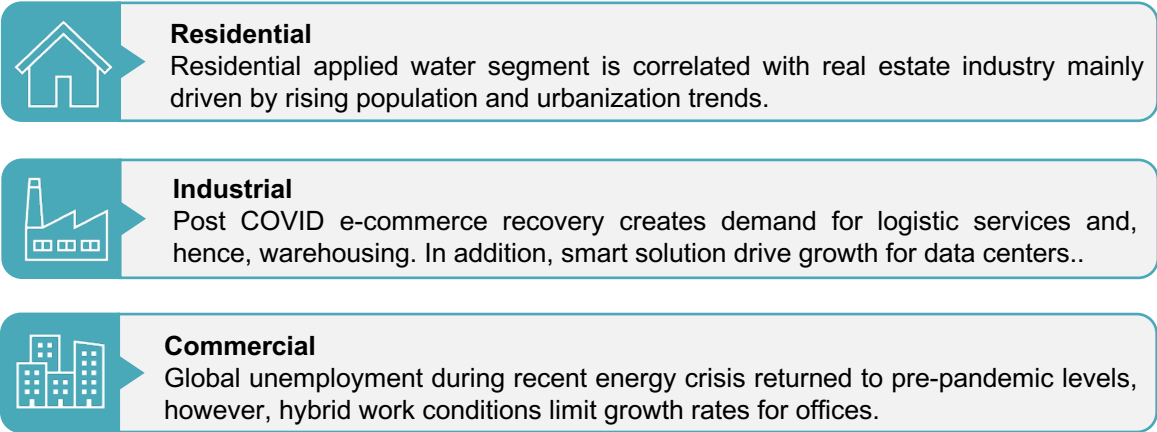 Residential
Residential applied water segment is correlated with real estate industry mainly
driven by rising population and urbanization trends.
Industrial
Post COVID e-commerce recovery creates demand for logistic services and,
hence, warehousing. In addition, smart solution drive growth for data centers..
Commercial
Global unemployment during recent energy crisis returned to pre-pandemic levels,
however, hybrid work conditions limit growth rates for offices.